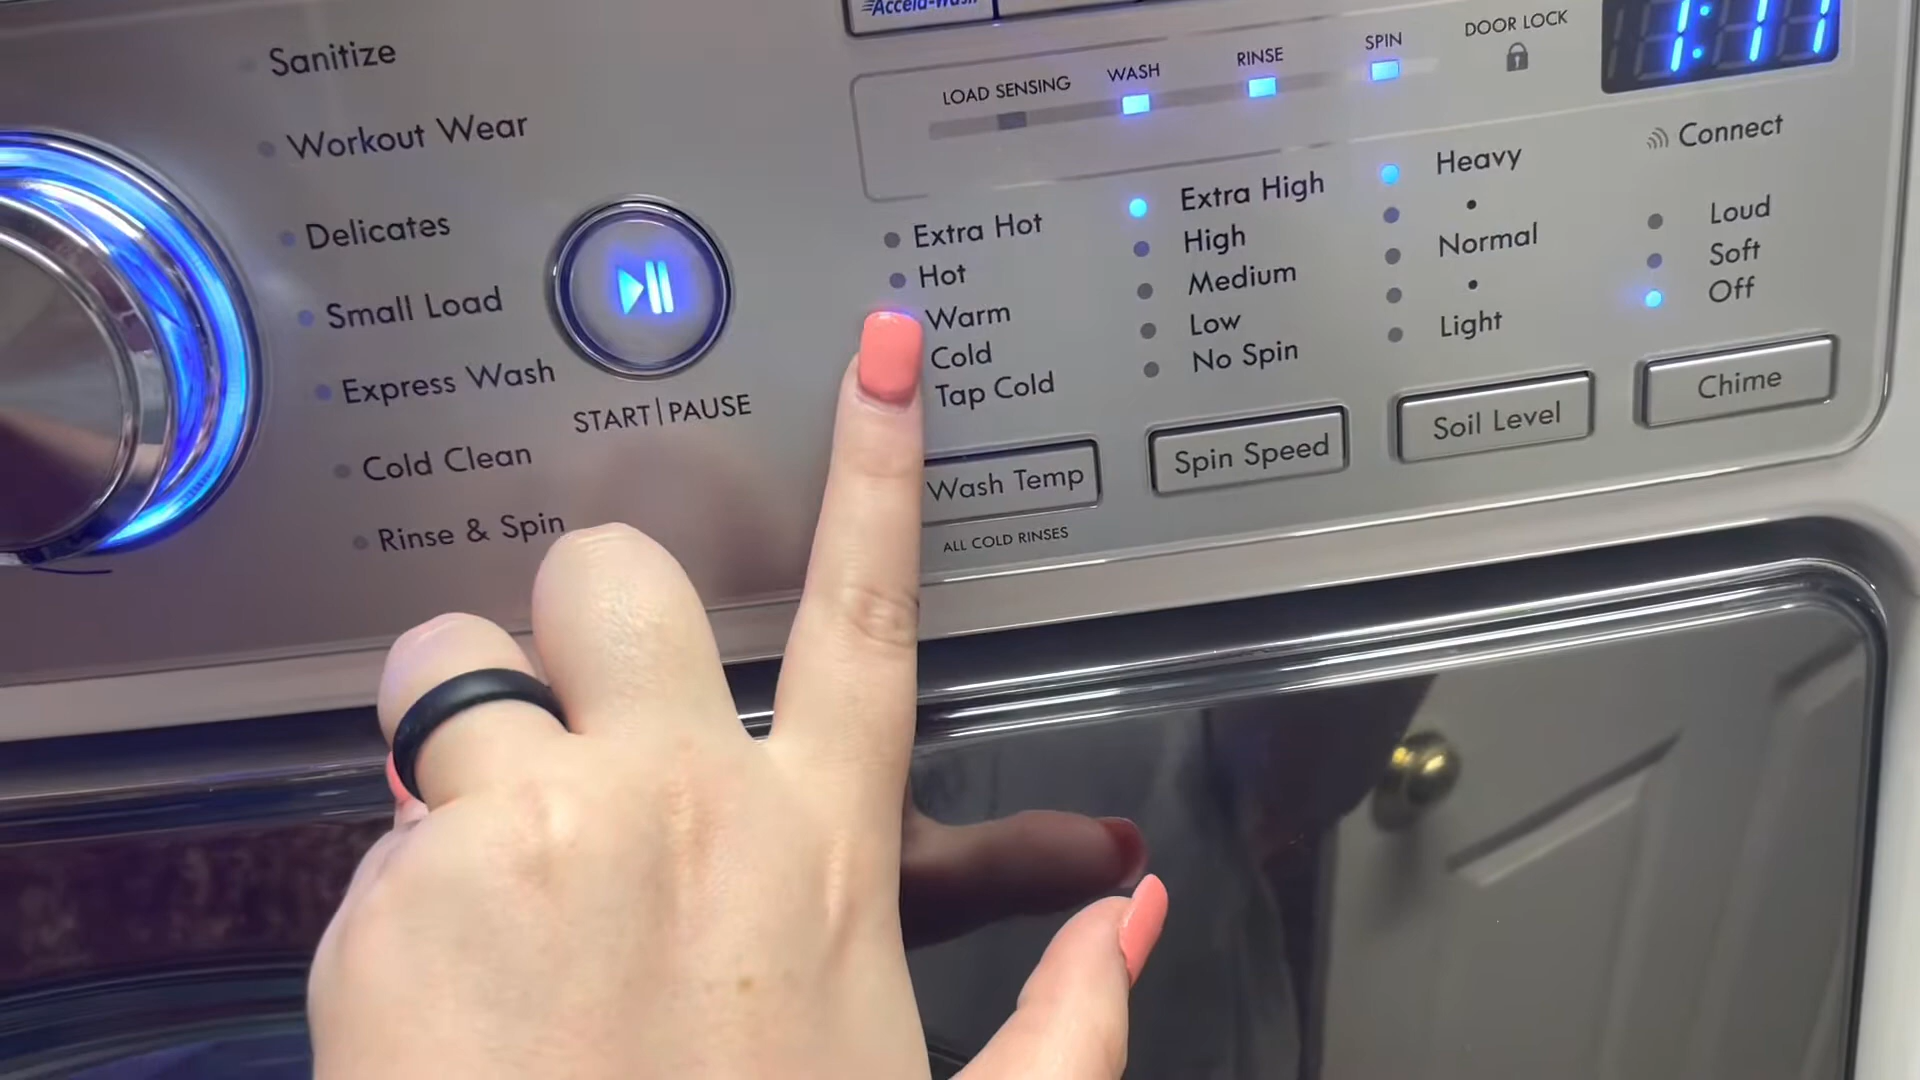 Accela-Wash
Sanitize
Workout Wear
Delicates
Small Load
Express Wash
Cold Clean
Rinse & Spin
START|PAUSE
LOAD SENSING
WASH
RINSE
SPIN
DOOR LOCK
1:11
Extra Hot
Hot
Warm
Cold
Tap Cold
Wash Temp
ALL COLD RINSES
Extra High
High
Medium
Low
No Spin
Spin Speed
Heavy
Normal
Light
Soil Level
Connect
Loud
Soft
Off
Chime